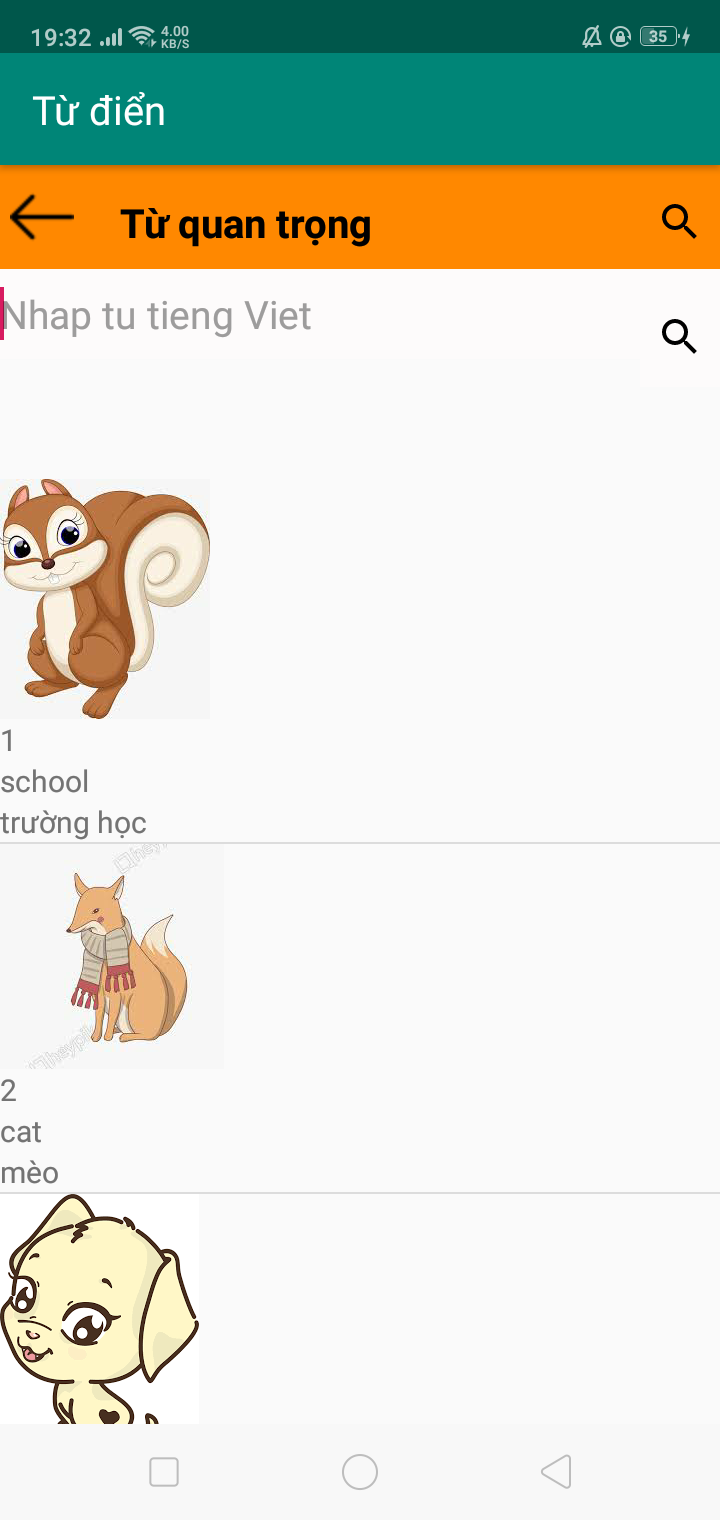 19:32 4.00 KB/S 35
Từ điển
Từ quan trọng
Nhap tu tieng Viet
1
school
trường học
2
cat
mèo